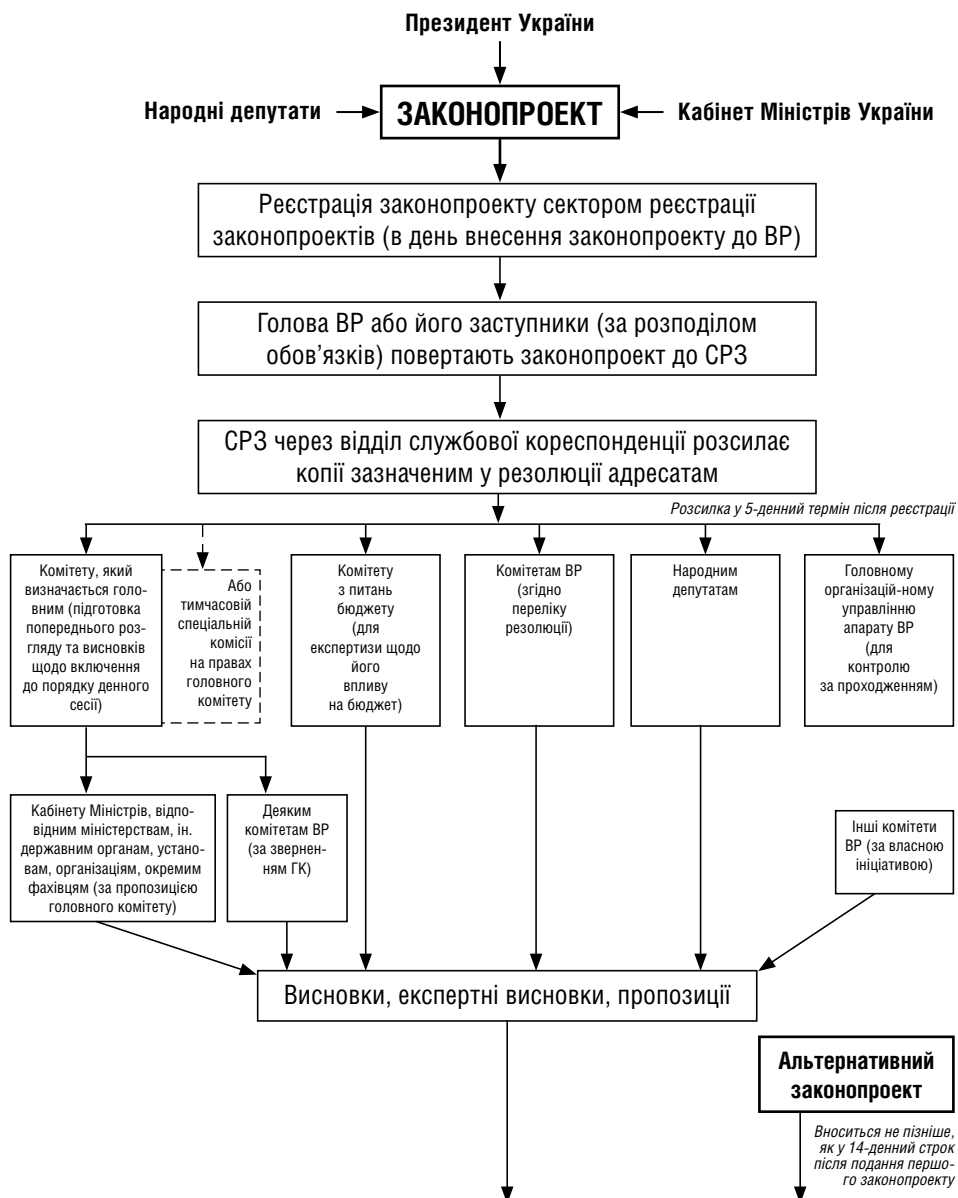 Президент України
Народні депутати
ЗАКОНОПРОЕКТ
Кабінет Міністрів України
Реєстрація законопроекту сектором реєстрації
законопроектів (в день внесення законопроекту до ВР)
Голова ВР або його заступники (за розподілом
обов’язків) повертають законопроект до СРЗ
СРЗ через відділ службової кореспонденції розсилає
копії зазначеним у резолюції адресатам
Розсилка у 5-денний термін після реєстрації
Комітету, який
визначається голо-
вним (підготовка
попереднього роз-
гляду та висновків
щодо включення
до порядку денного
сесії)
Або
тимчасовій
спеціальній
комісії
на правах
головного
комітету
Комітету
з питань
бюджету
(для
експертизи щодо
його
впливу
на бюджет)
Комітетам ВР
(згідно
переліку
резолюції)
Народним
депутатам
Головному
організацій-ному
управлінню
апарату ВР
(для
контролю
за проходженням)
Кабінету Міністрів, відпо-
відним міністерствам, ін.
державним органам, устано-
вам, організаціям, окремим
фахівцям (за пропозицією
головного комітету)
Деяким
комітетам ВР
(за звернен-
ням ГК)
Інші комітети
ВР (за власною
ініціативою)
Висновки, експертні висновки, пропозиції
Альтернативний
законопроект
Вноситься не пізніше,
як у 14-денний строк
після подання першо-
го законопроекту